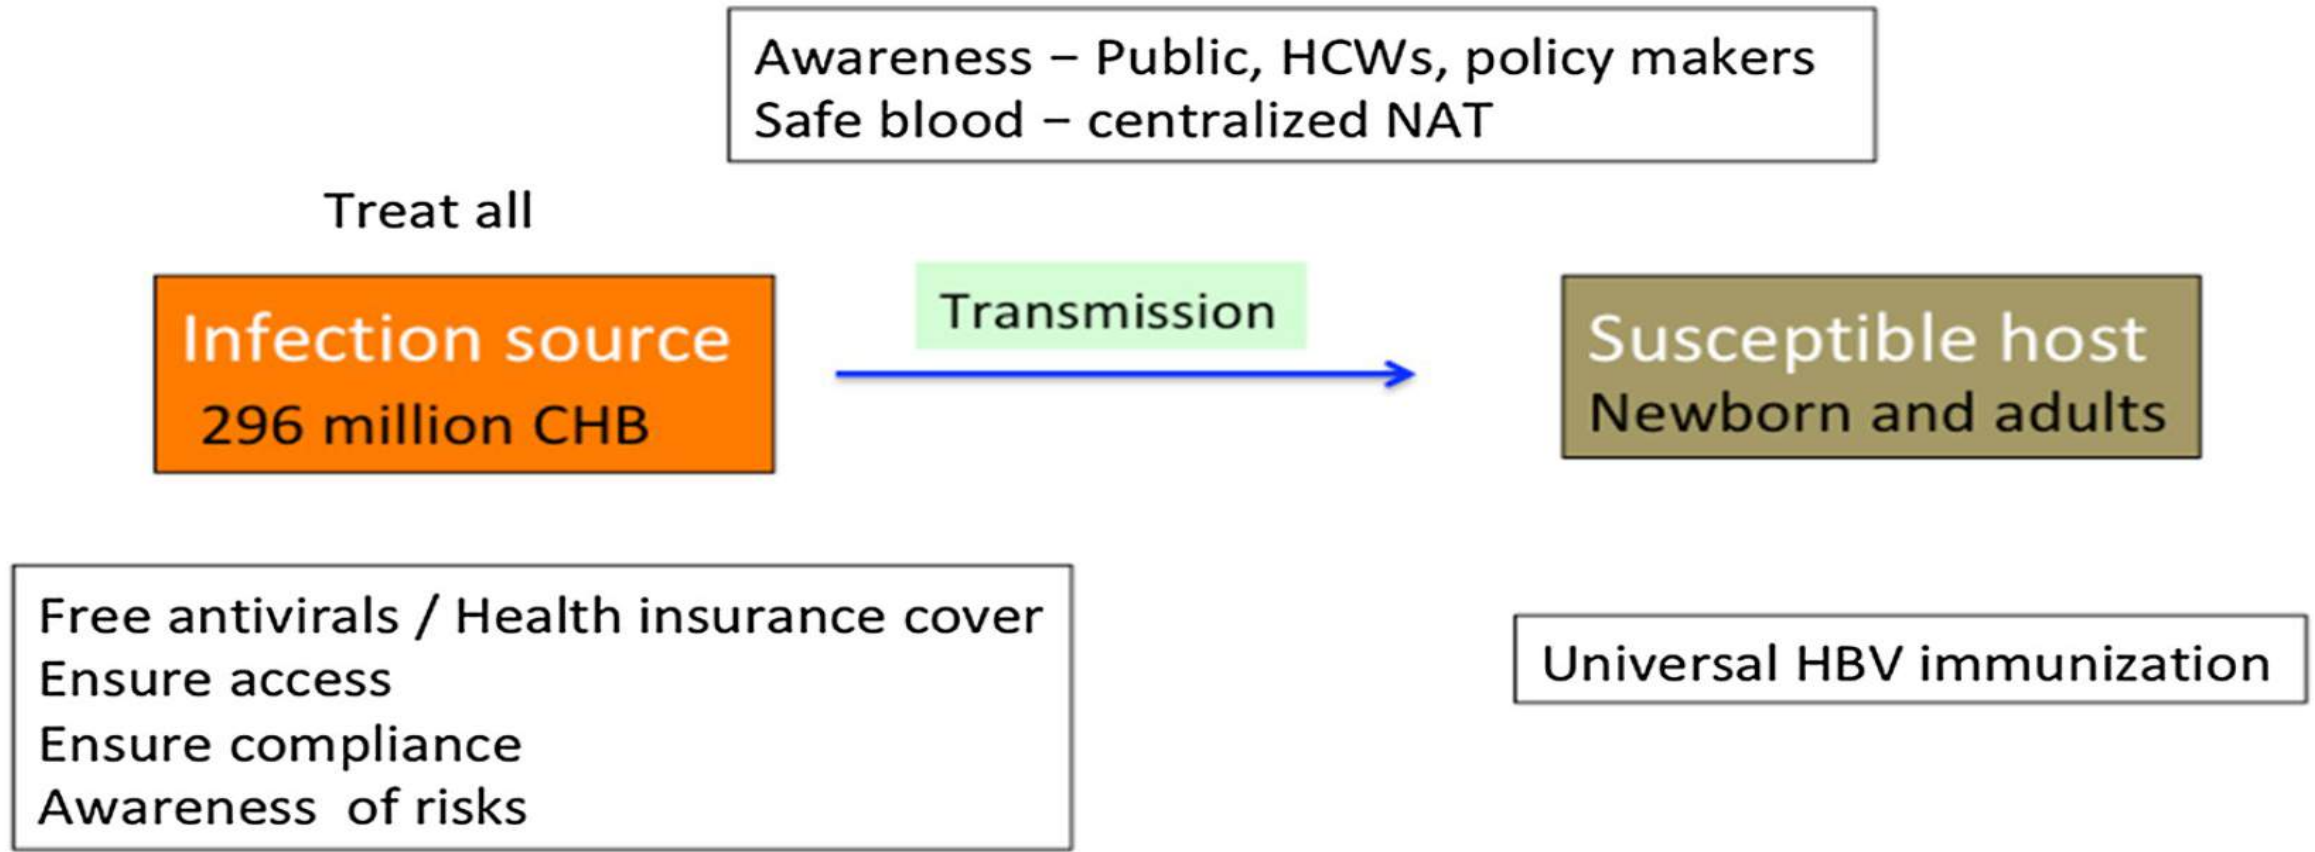 Awareness – Public, HCWs, policy makers
Safe blood – centralized NAT
Treat all
Infection source
296 million CHB
Transmission
Susceptible host
Newborn and adults
Free antivirals / Health insurance cover
Ensure access
Ensure compliance
Awareness of risks
Universal HBV immunization